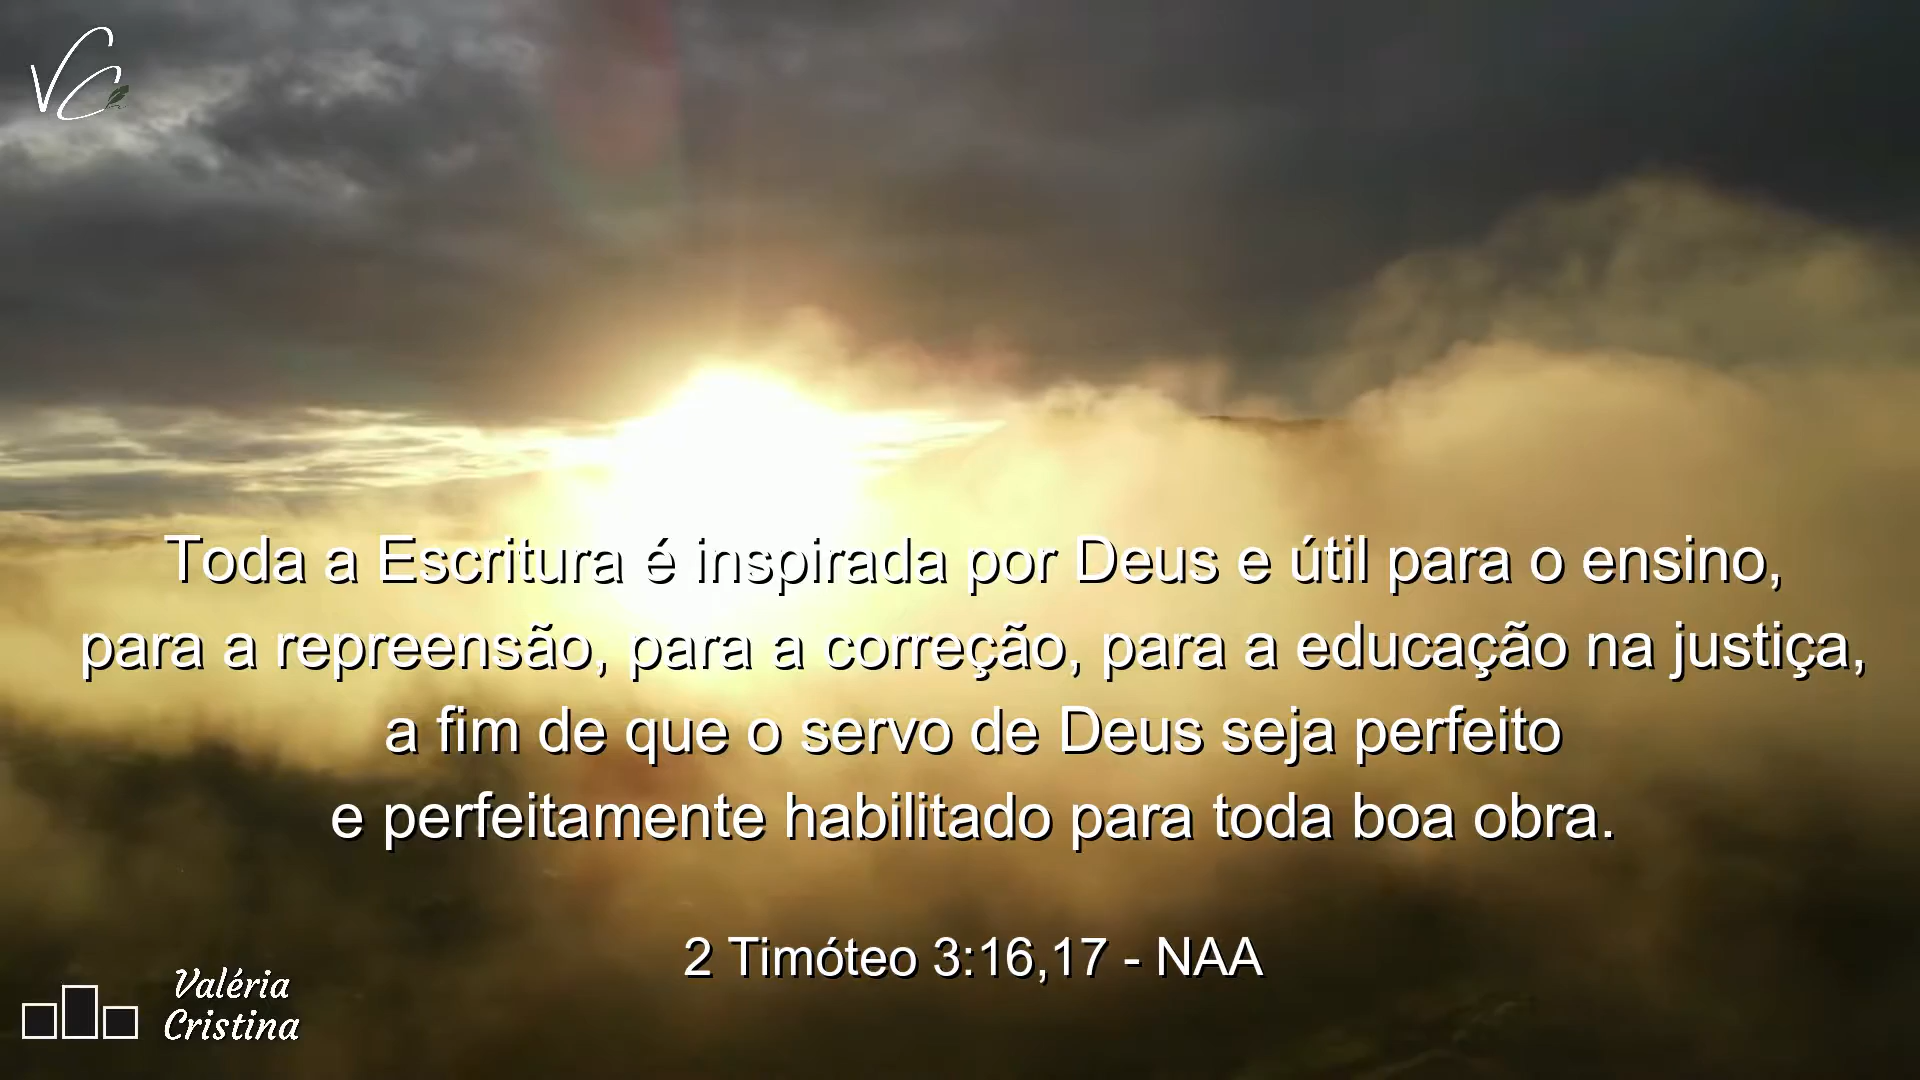 VC
Toda a Escritura é inspirada por Deus e útil para o ensino,
para a repreensão, para a correção, para a educação na justiça,
a fim de que o servo de Deus seja perfeito
e perfeitamente habilitado para toda boa obra.
2 Timóteo 3:16,17 - NAA
Valéria
Cristina